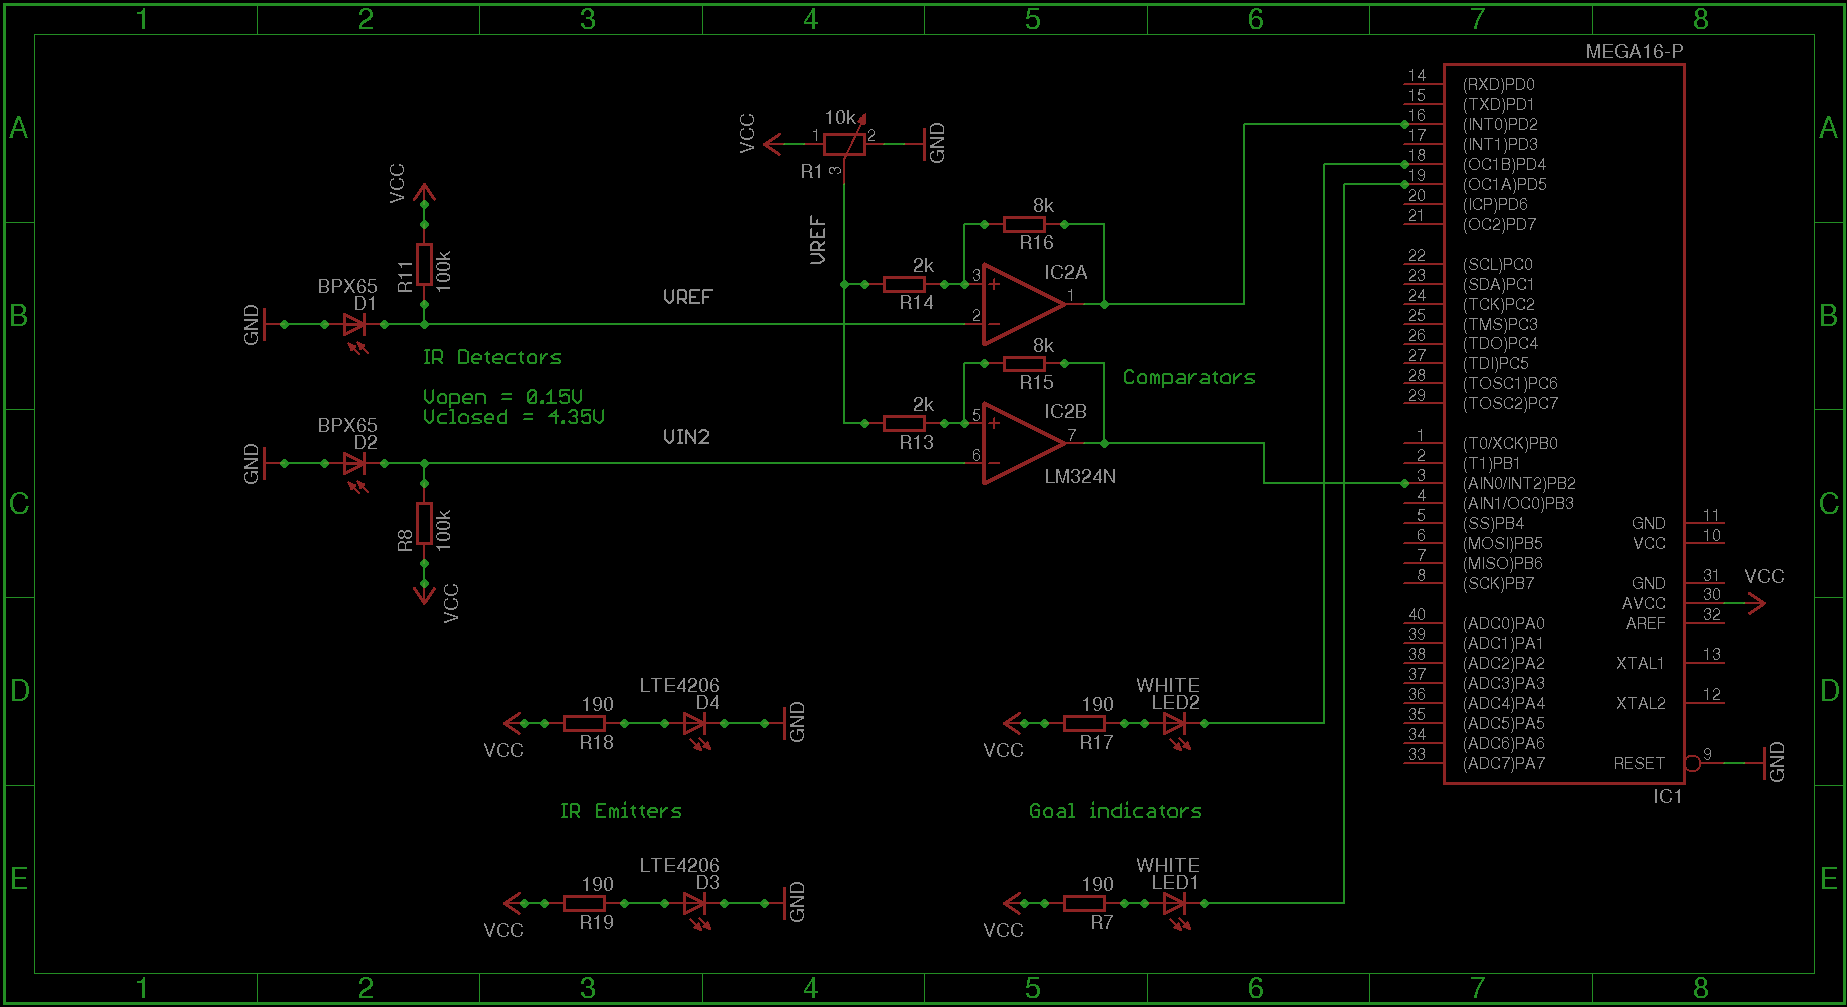 1 2 3 4 5 6 7 8
A
B
C
D
E
A
B
C
D
E
VCC
10k
1
2
3
R1
GND
VREF
VCC
R11
100k
BPX65
D1
GND
VREF
IR Detectors
Vopen = 0.15V
Vclosed = 4.35V
BPX65
D2
GND
VIN2
R8
100k
VCC
8k
R16
2k
R14
3
2
1
+
-
IC2A
8k
R15
2k
R13
5
6
7
+
-
IC2B
LM324N
Comparators
LTE4206
D4
190
R18
VCC
GND
IR Emitters
LTE4206
D3
190
R19
VCC
GND
WHITE
LED2
190
R17
VCC
Goal indicators
WHITE
LED1
190
R7
VCC
MEGA16-P
14 (RXD)PD0
15 (TXD)PD1
16 (INT0)PD2
17 (INT1)PD3
18 (OC1B)PD4
19 (OC1A)PD5
20 (ICP)PD6
21 (OC2)PD7
22 (SCL)PC0
23 (SDA)PC1
24 (TCK)PC2
25 (TMS)PC3
26 (TDO)PC4
27 (TDI)PC5
28 (TOSC1)PC6
29 (TOSC2)PC7
1 (T0/XCK)PB0
2 (T1)PB1
3 (AIN0/INT2)PB2
4 (AIN1/OC0)PB3
5 (SS)PB4
6 (MOSI)PB5
7 (MISO)PB6
8 (SCK)PB7
40 (ADC0)PA0
39 (ADC1)PA1
38 (ADC2)PA2
37 (ADC3)PA3
36 (ADC4)PA4
35 (ADC5)PA5
34 (ADC6)PA6
33 (ADC7)PA7
GND 11
VCC 10
GND 31
AVCC 30
VCC
AREF 32
XTAL1 13
XTAL2 12
RESET 9
GND
IC1
1 2 3 4 5 6 7 8